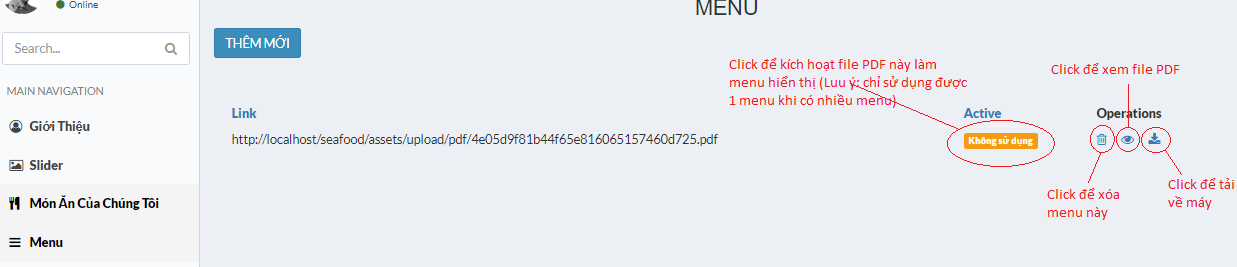 Online
MENU
Search...
THÊM MỚI
MAIN NAVIGATION
Giới Thiệu
Slider
Món Ăn Của Chúng Tôi
Menu
Click để kích hoạt file PDF này làm
menu hiển thị (Lưu ý: chỉ sử dụng được
1 menu khi có nhiều menu)
Click để xem file PDF
Link
Active
Operations
http://localhost/seafood/assets/upload/pdf/4e05d9f81b44f65e816065157460d725.pdf
Không sử dụng
Click để xóa
menu này
Click để tải
về máy